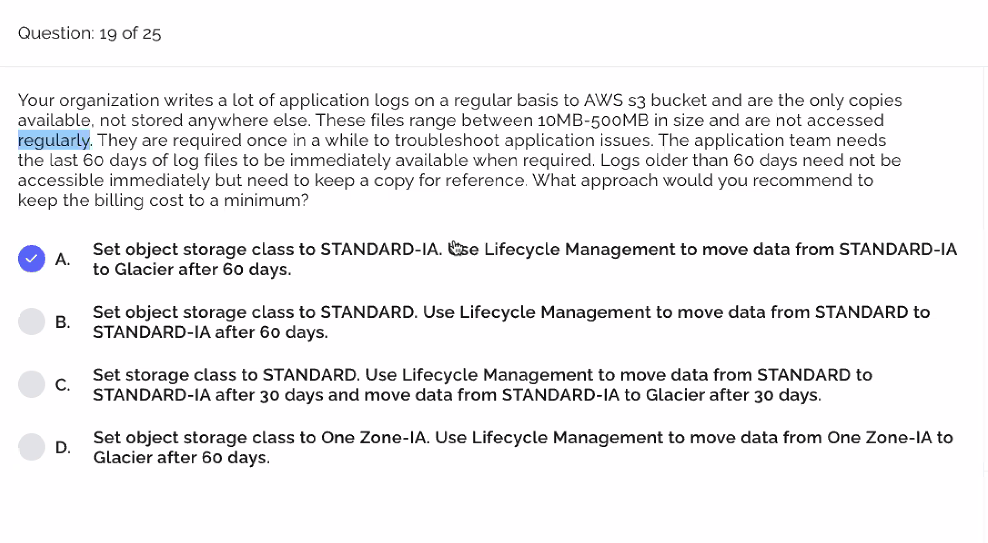 Question: 19 of 25
Your organization writes a lot of application logs on a regular basis to AWS s3 bucket and are the only copies
available, not stored anywhere else. These files range between 10MB-500MB in size and are not accessed
regularly. They are required once in a while to troubleshoot application issues. The application team needs
the last 60 days of log files to be immediately available when required. Logs older than 60 days need not be
accessible immediately but need to keep a copy for reference. What approach would you recommend to
keep the billing cost to a minimum?
A. Set object storage class to STANDARD-IA. Use Lifecycle Management to move data from STANDARD-IA
to Glacier after 60 days.
B. Set object storage class to STANDARD. Use Lifecycle Management to move data from STANDARD to
STANDARD-IA after 60 days.
C. Set storage class to STANDARD. Use Lifecycle Management to move data from STANDARD to
STANDARD-IA after 30 days and move data from STANDARD-IA to Glacier after 30 days.
D. Set object storage class to One Zone-IA. Use Lifecycle Management to move data from One Zone-IA to
Glacier after 60 days.